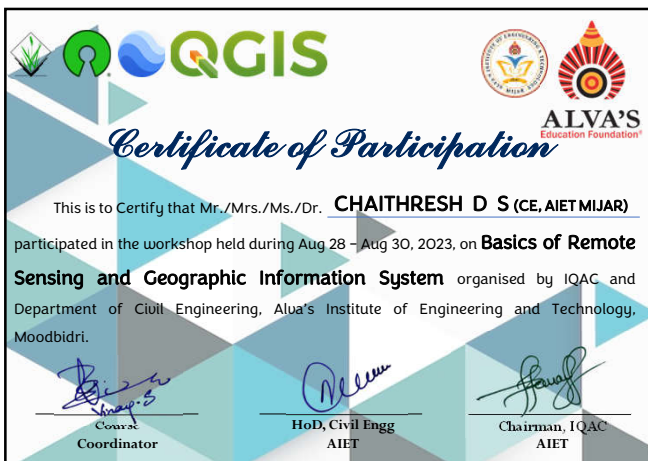 QGIS
ALVA'S
Education Foundation®
Certificate of Participation
This is to Certify that Mr./Mrs./Ms./Dr. CHAITHRESH D S (CE, AIET MIJAR)
participated in the workshop held during Aug 28 – Aug 30, 2023, on Basics of Remote
Sensing and Geographic Information System organised by IQAC and
Department of Civil Engineering, Alva's Institute of Engineering and Technology,
Moodbidri.
Vinay.S
Course HoD, Civil Engg Chairman, IQAC
Coordinator AIET AIET